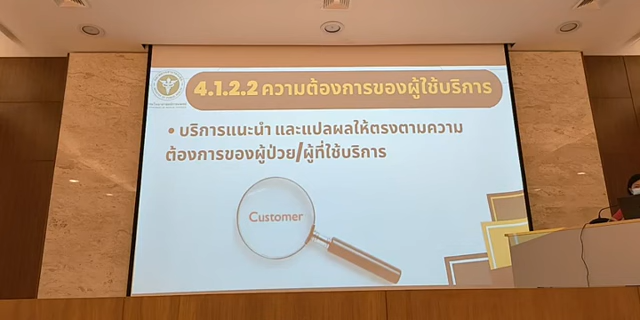 4.1.2.2 ความต้องการของผู้ใช้บริการ
• บริการแนะนำ และแปลผลให้ตรงตามความ
ต้องการของผู้ป่วย/ผู้ที่ใช้บริการ
Customer